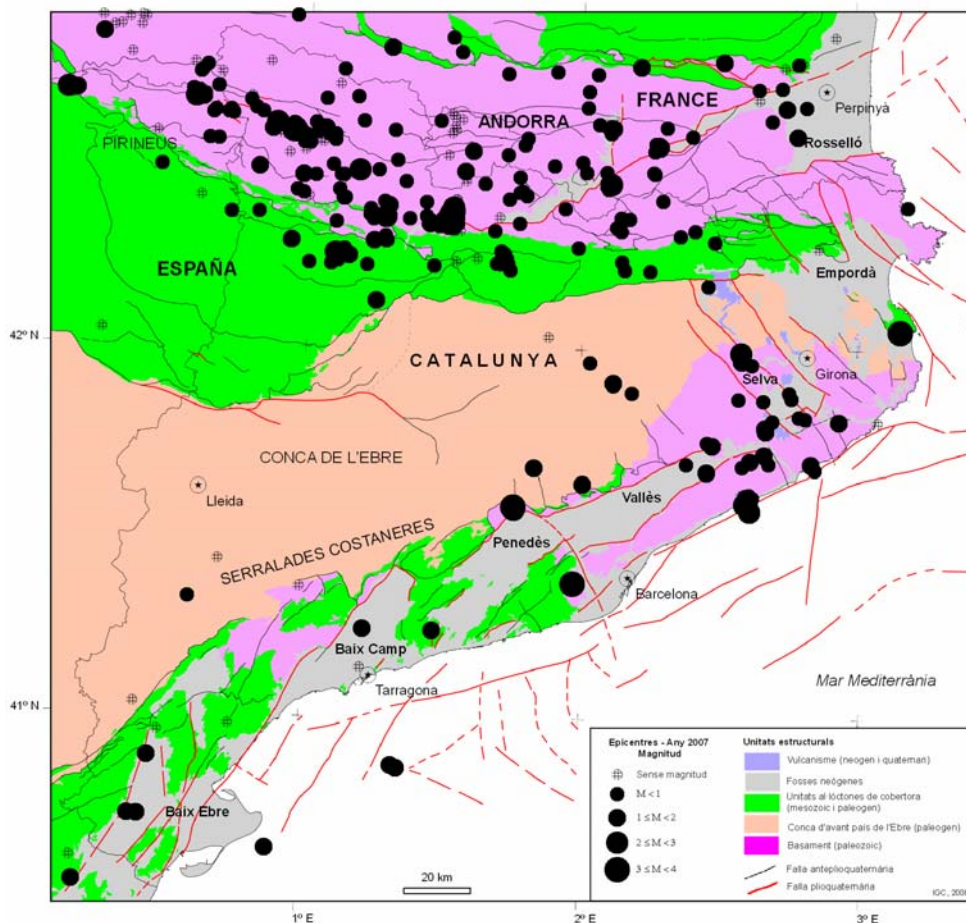 FRANCE
Perpinyà
ANDORRA
PIRINEUS
Rosselló
ESPAÑA
Empordà
42° N
CATALUNYA
Girona
Selva
CONCA DE L'EBRE
Lleida
Vallès
Penedès
SERRALADES COSTANERES
Barcelona
Baix Camp
Tarragona
Mar Mediterrània
41° N
Baix Ebre
20 km
1º E
2º E
3º E
Epicentres - Any 2007
Magnitud
Sense magnitud
M < 1
1 ≤ M < 2
2 ≤ M < 3
3 ≤ M < 4
Unitats estructurals
Vulcanisme (neogen i quaternari)
Fosses neògenes
Unitats al·lòctones de cobertora
(mesozoic i paleogen)
Conca d'avant país de l'Ebre (paleogen)
Basament (paleozoic)
Falla anteplioquaternària
Falla plioquaternària
IGC,